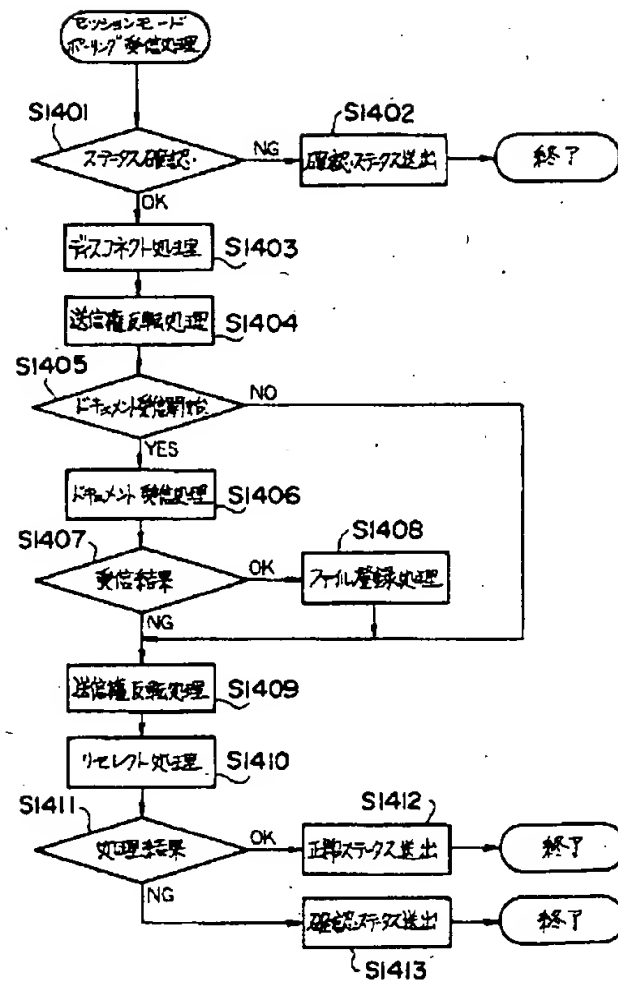 セッションモード
ポーリング受信処理
S1401
ステータス確認
NG
S1402
確認ステータス送出
終了
OK
ディスコネクト処理
S1403
送信権反転処理
S1404
S1405
ドキュメント受信開始
NO
YES
ドキュメント受信処理
S1406
S1407
受信結果
OK
S1408
ファイル登録処理
NG
送信権反転処理
S1409
リセレクト処理
S1410
S1411
処理結果
OK
S1412
正常ステータス送出
終了
NG
確認ステータス送出
S1413
終了